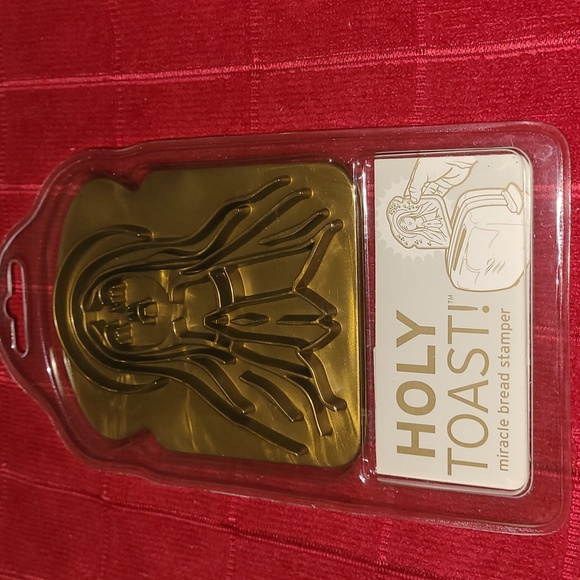 HOLY
TOAST!™
miracle bread stamper